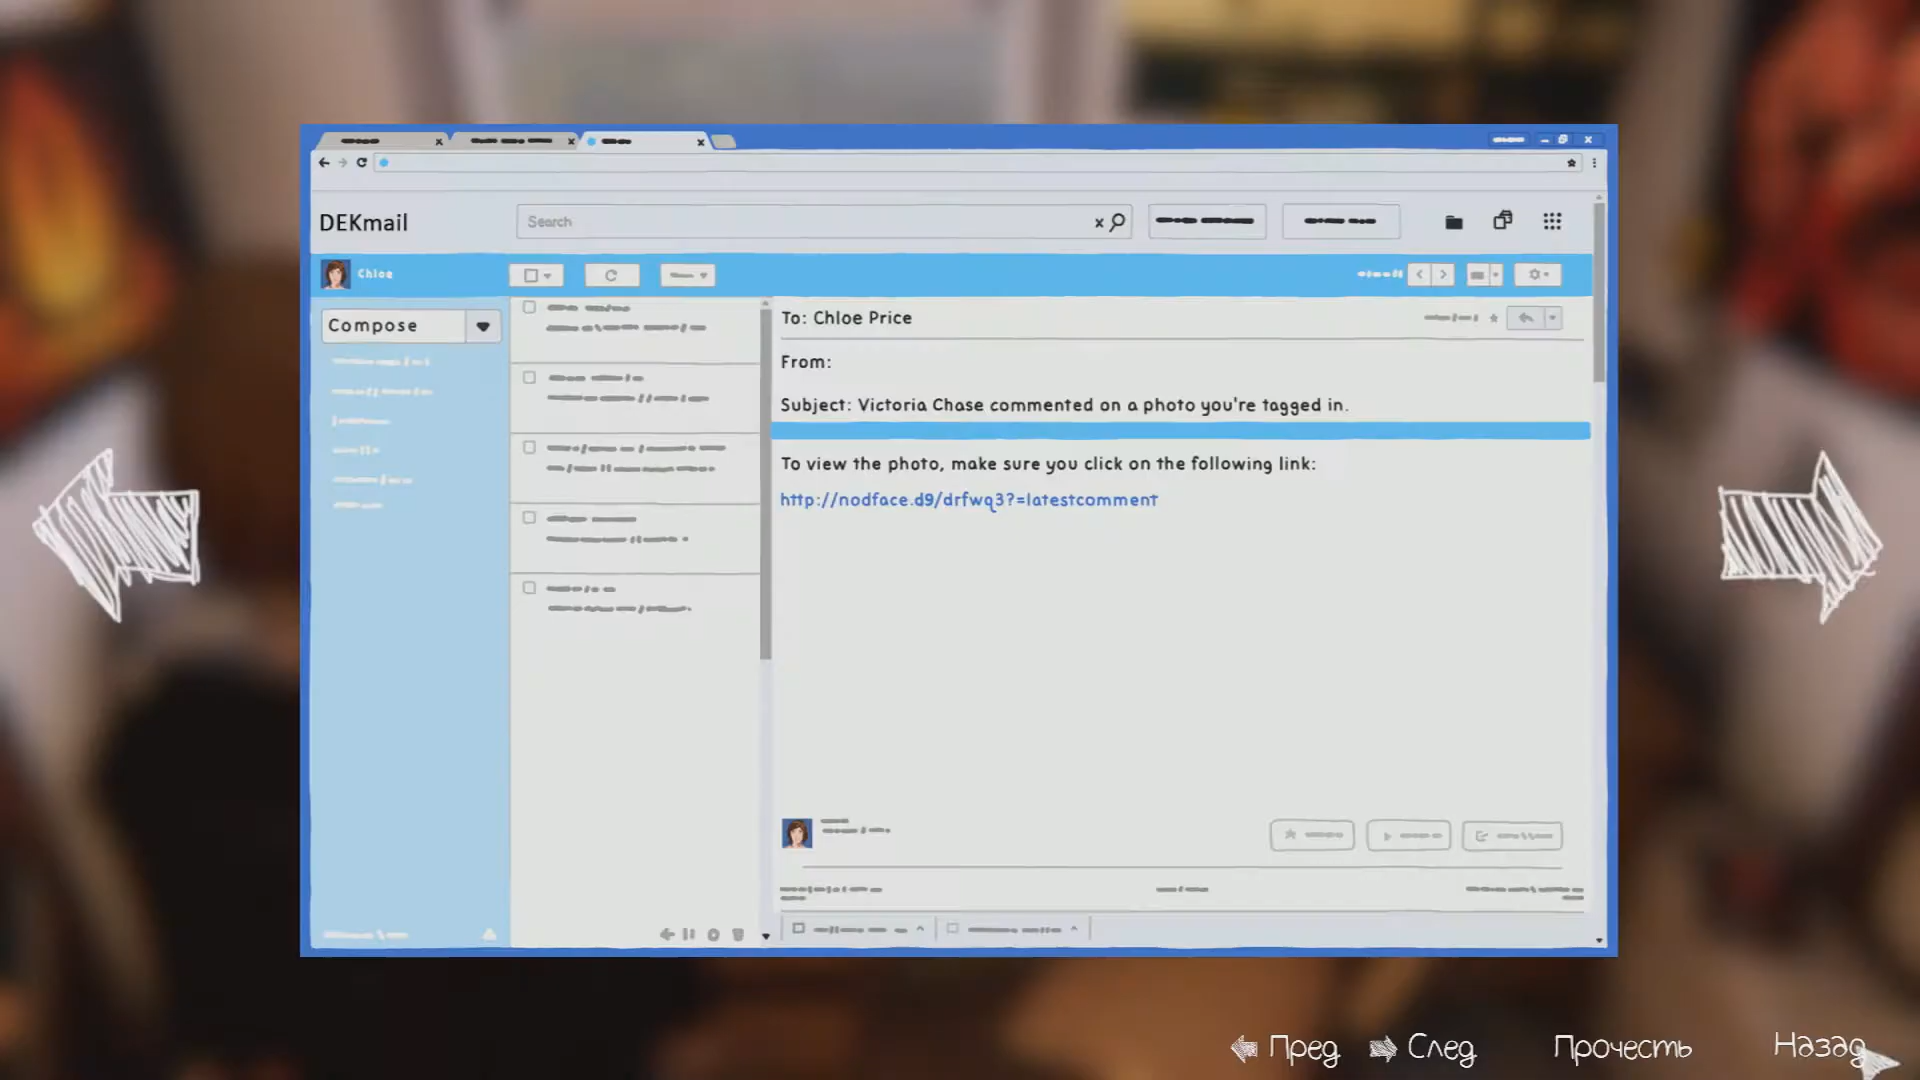 DEKmail
Search
Chloe
Compose
To: Chloe Price
From:
Subject: Victoria Chase commented on a photo you're tagged in.
To view the photo, make sure you click on the following link:
http://nodface.d9/drfwq3?=latestcomment
Пред След Прочесть Назад